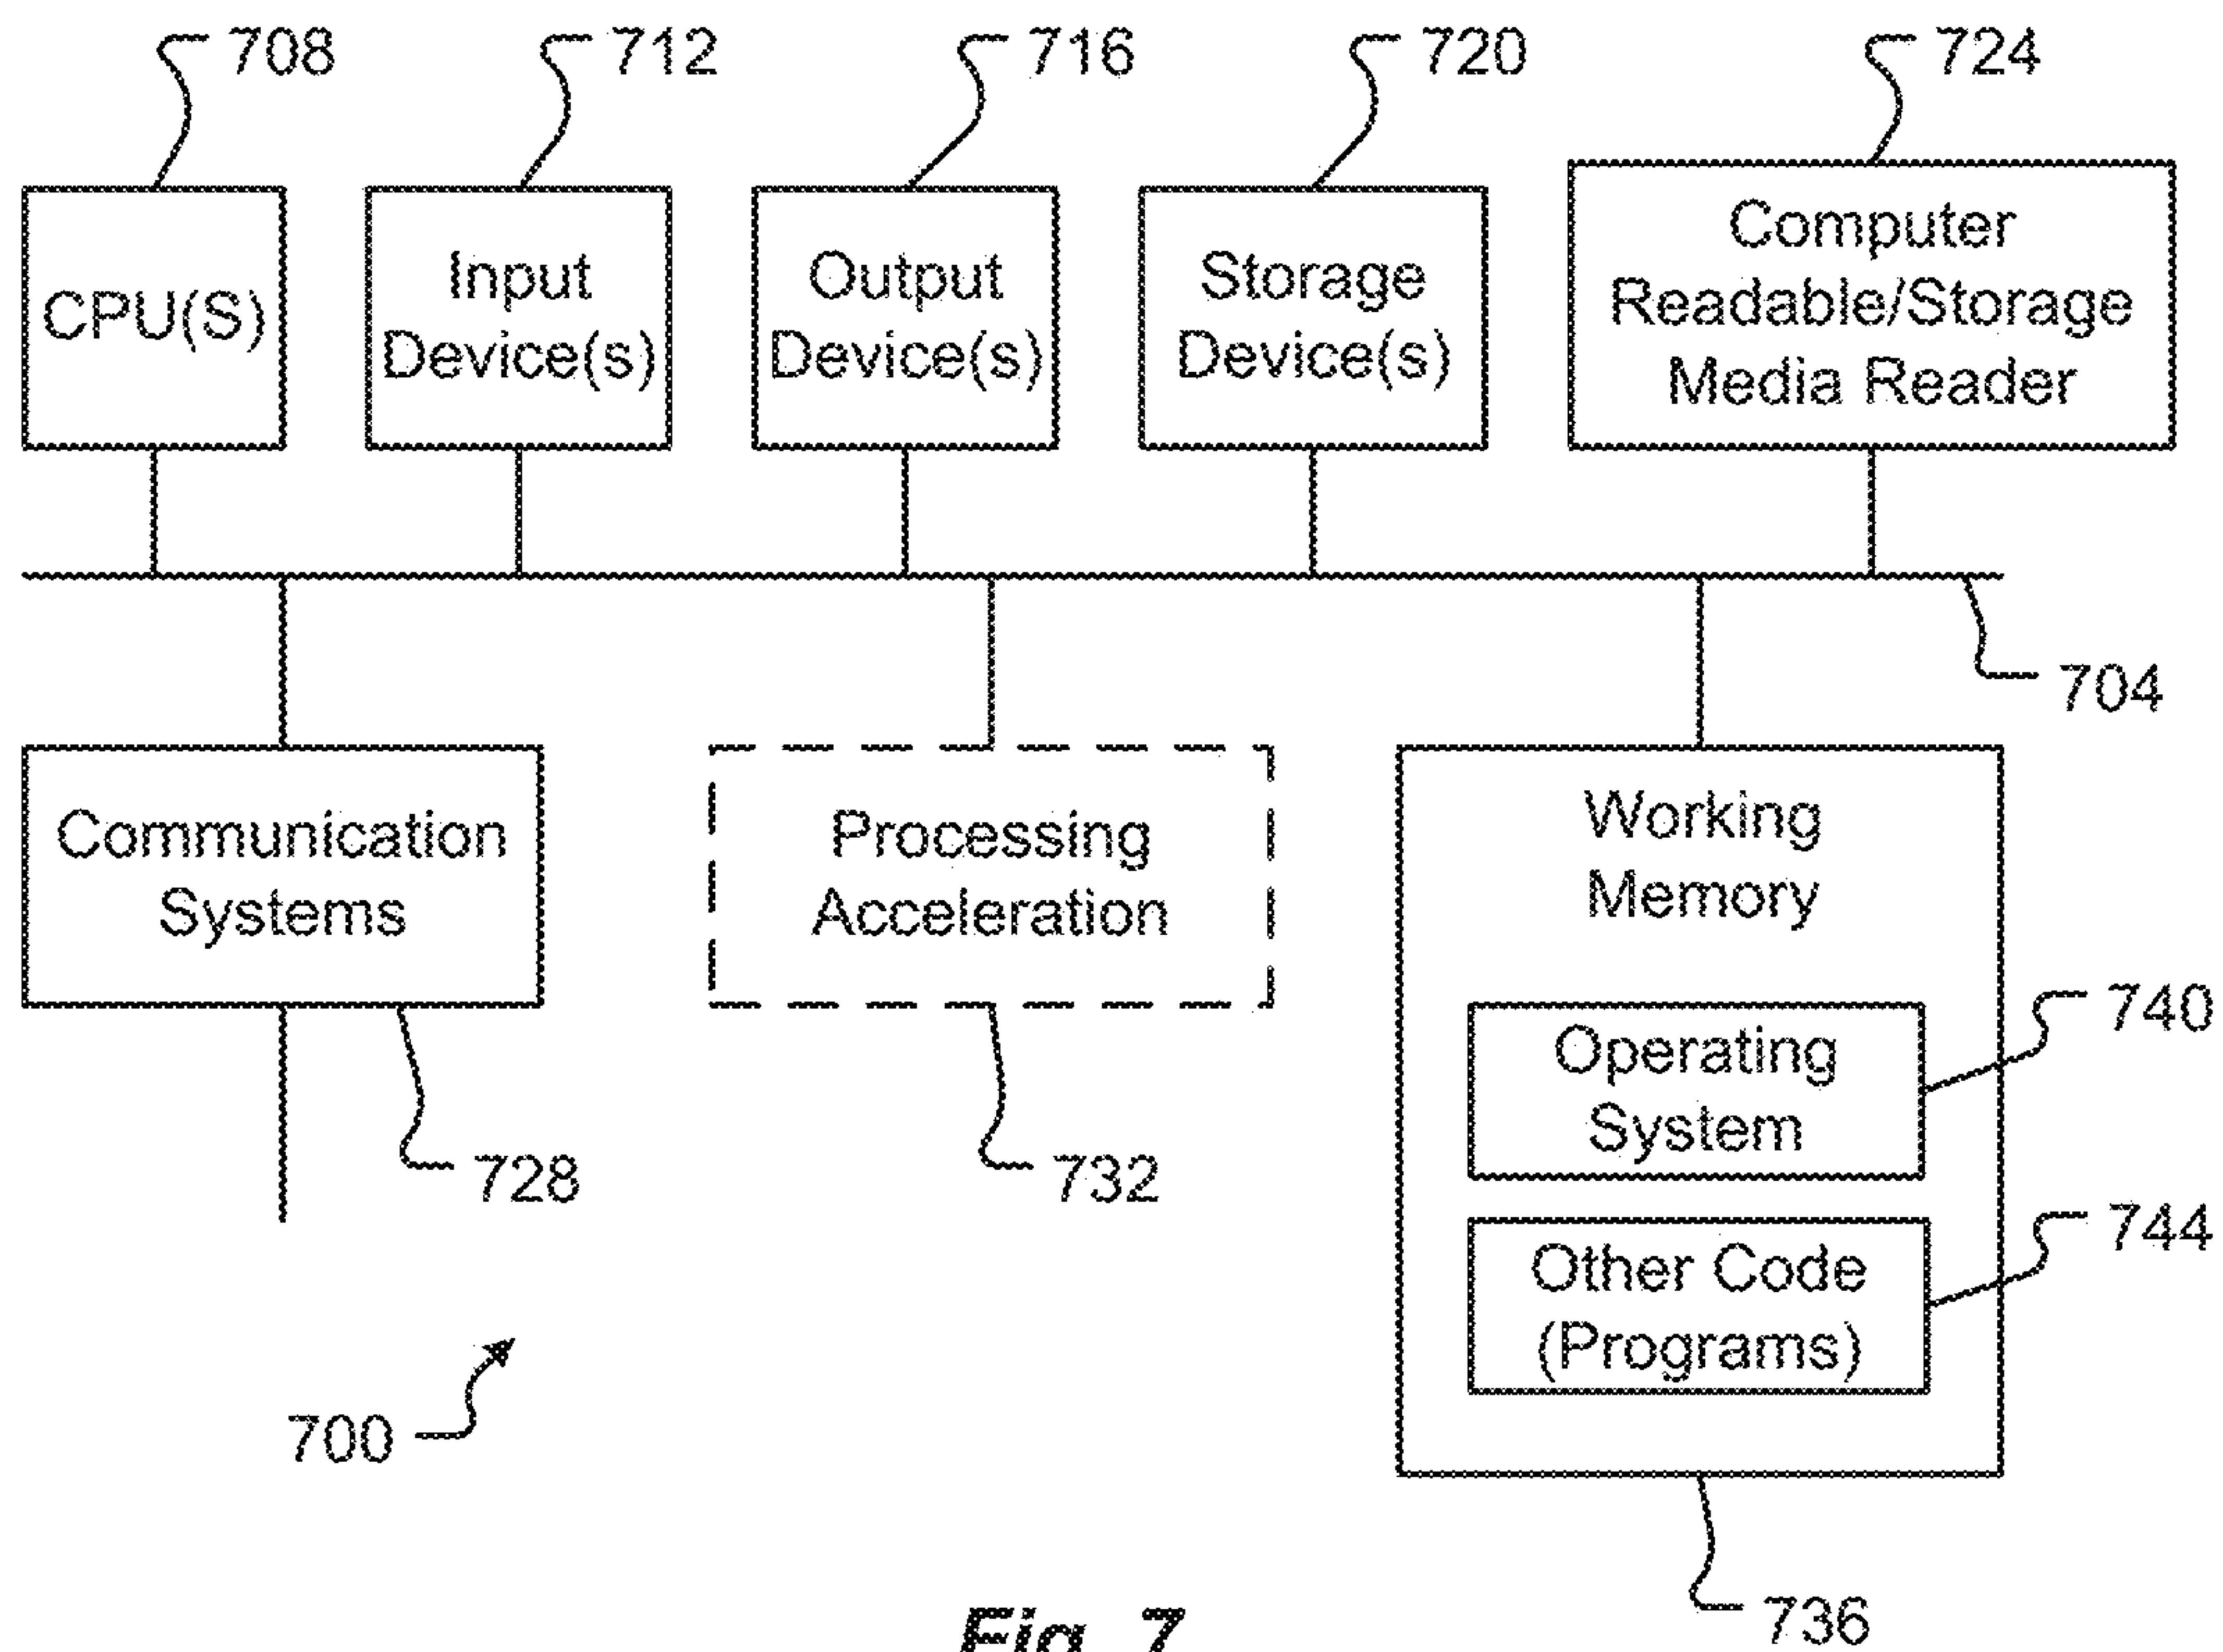 708
712
716
720
724
CPU(S)
Input
Device(s)
Output
Device(s)
Storage
Device(s)
Computer
Readable/Storage
Media Reader
704
Communication
Systems
Processing
Acceleration
Working
Memory
Operating
System
740
728
732
Other Code
(Programs)
744
700
736
Fig. 7